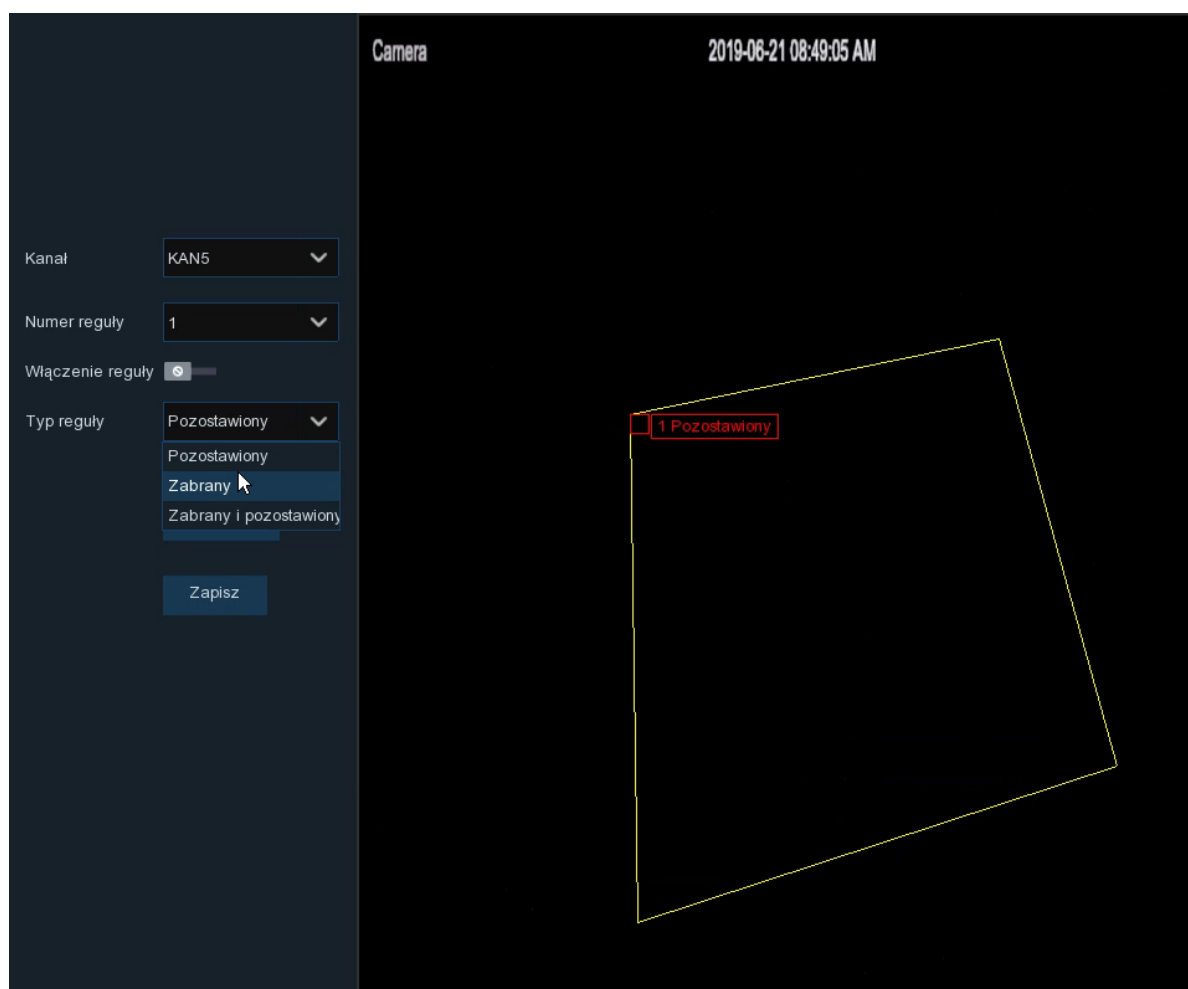 Camera
2019-06-21 08:49:05 AM
Kanał
KAN5
Numer reguły
1
Włączenie reguły
Typ reguły
Pozostawiony
Pozostawiony
Zabrany
Zabrany i pozostawiony
Zapisz
1 Pozostawiony